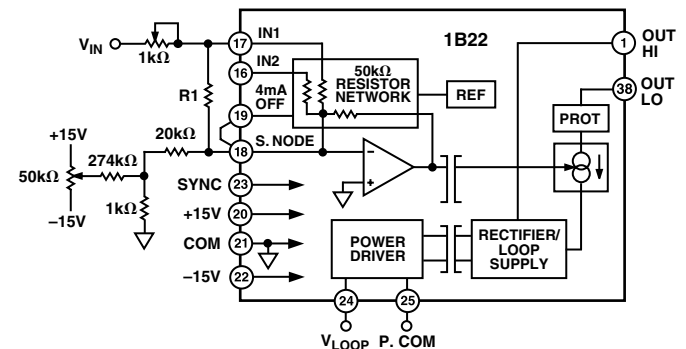 1B22
V_IN
1kΩ
17
IN1
16
IN2
R1
4mA
OFF
19
50kΩ
RESISTOR
NETWORK
REF
1
OUT
HI
38
OUT
LO
PROT
+15V
50kΩ
–15V
274kΩ
20kΩ
1kΩ
18
S. NODE
–
+
SYNC
23
+15V
20
COM
21
–15V
22
POWER
DRIVER
RECTIFIER/
LOOP
SUPPLY
24
25
V_LOOP P. COM